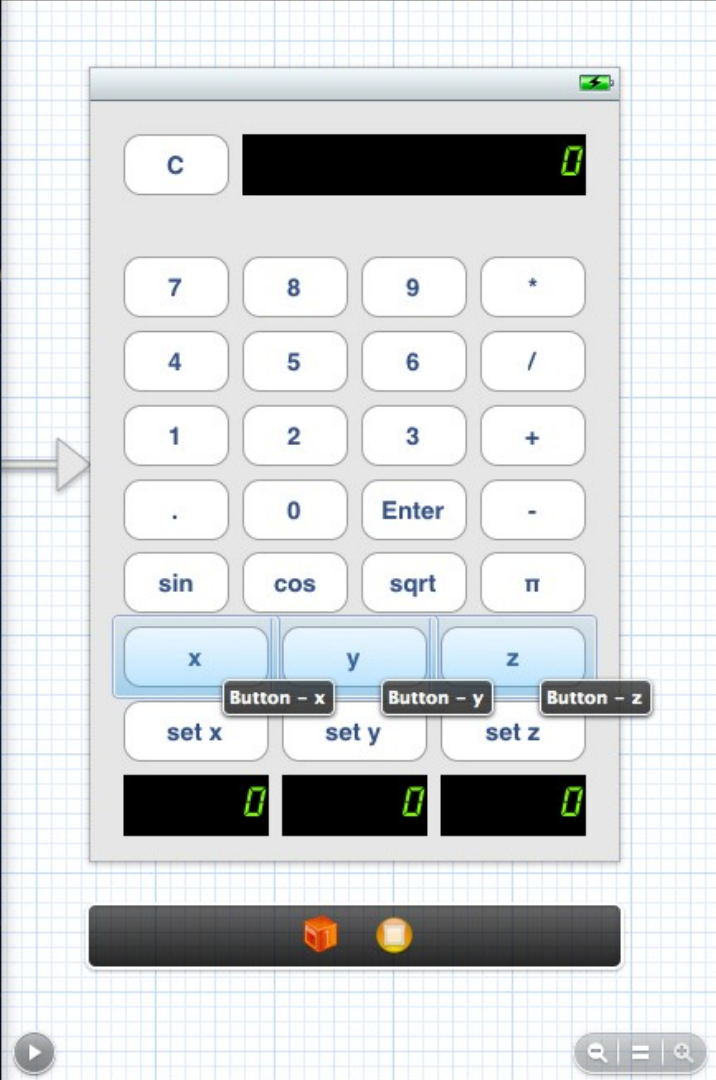 C 0
7 8 9 *
4 5 6 /
1 2 3 +
. 0 Enter -
sin cos sqrt π
x y z
Button – x Button – y Button – z
set x set y set z
0 0 0